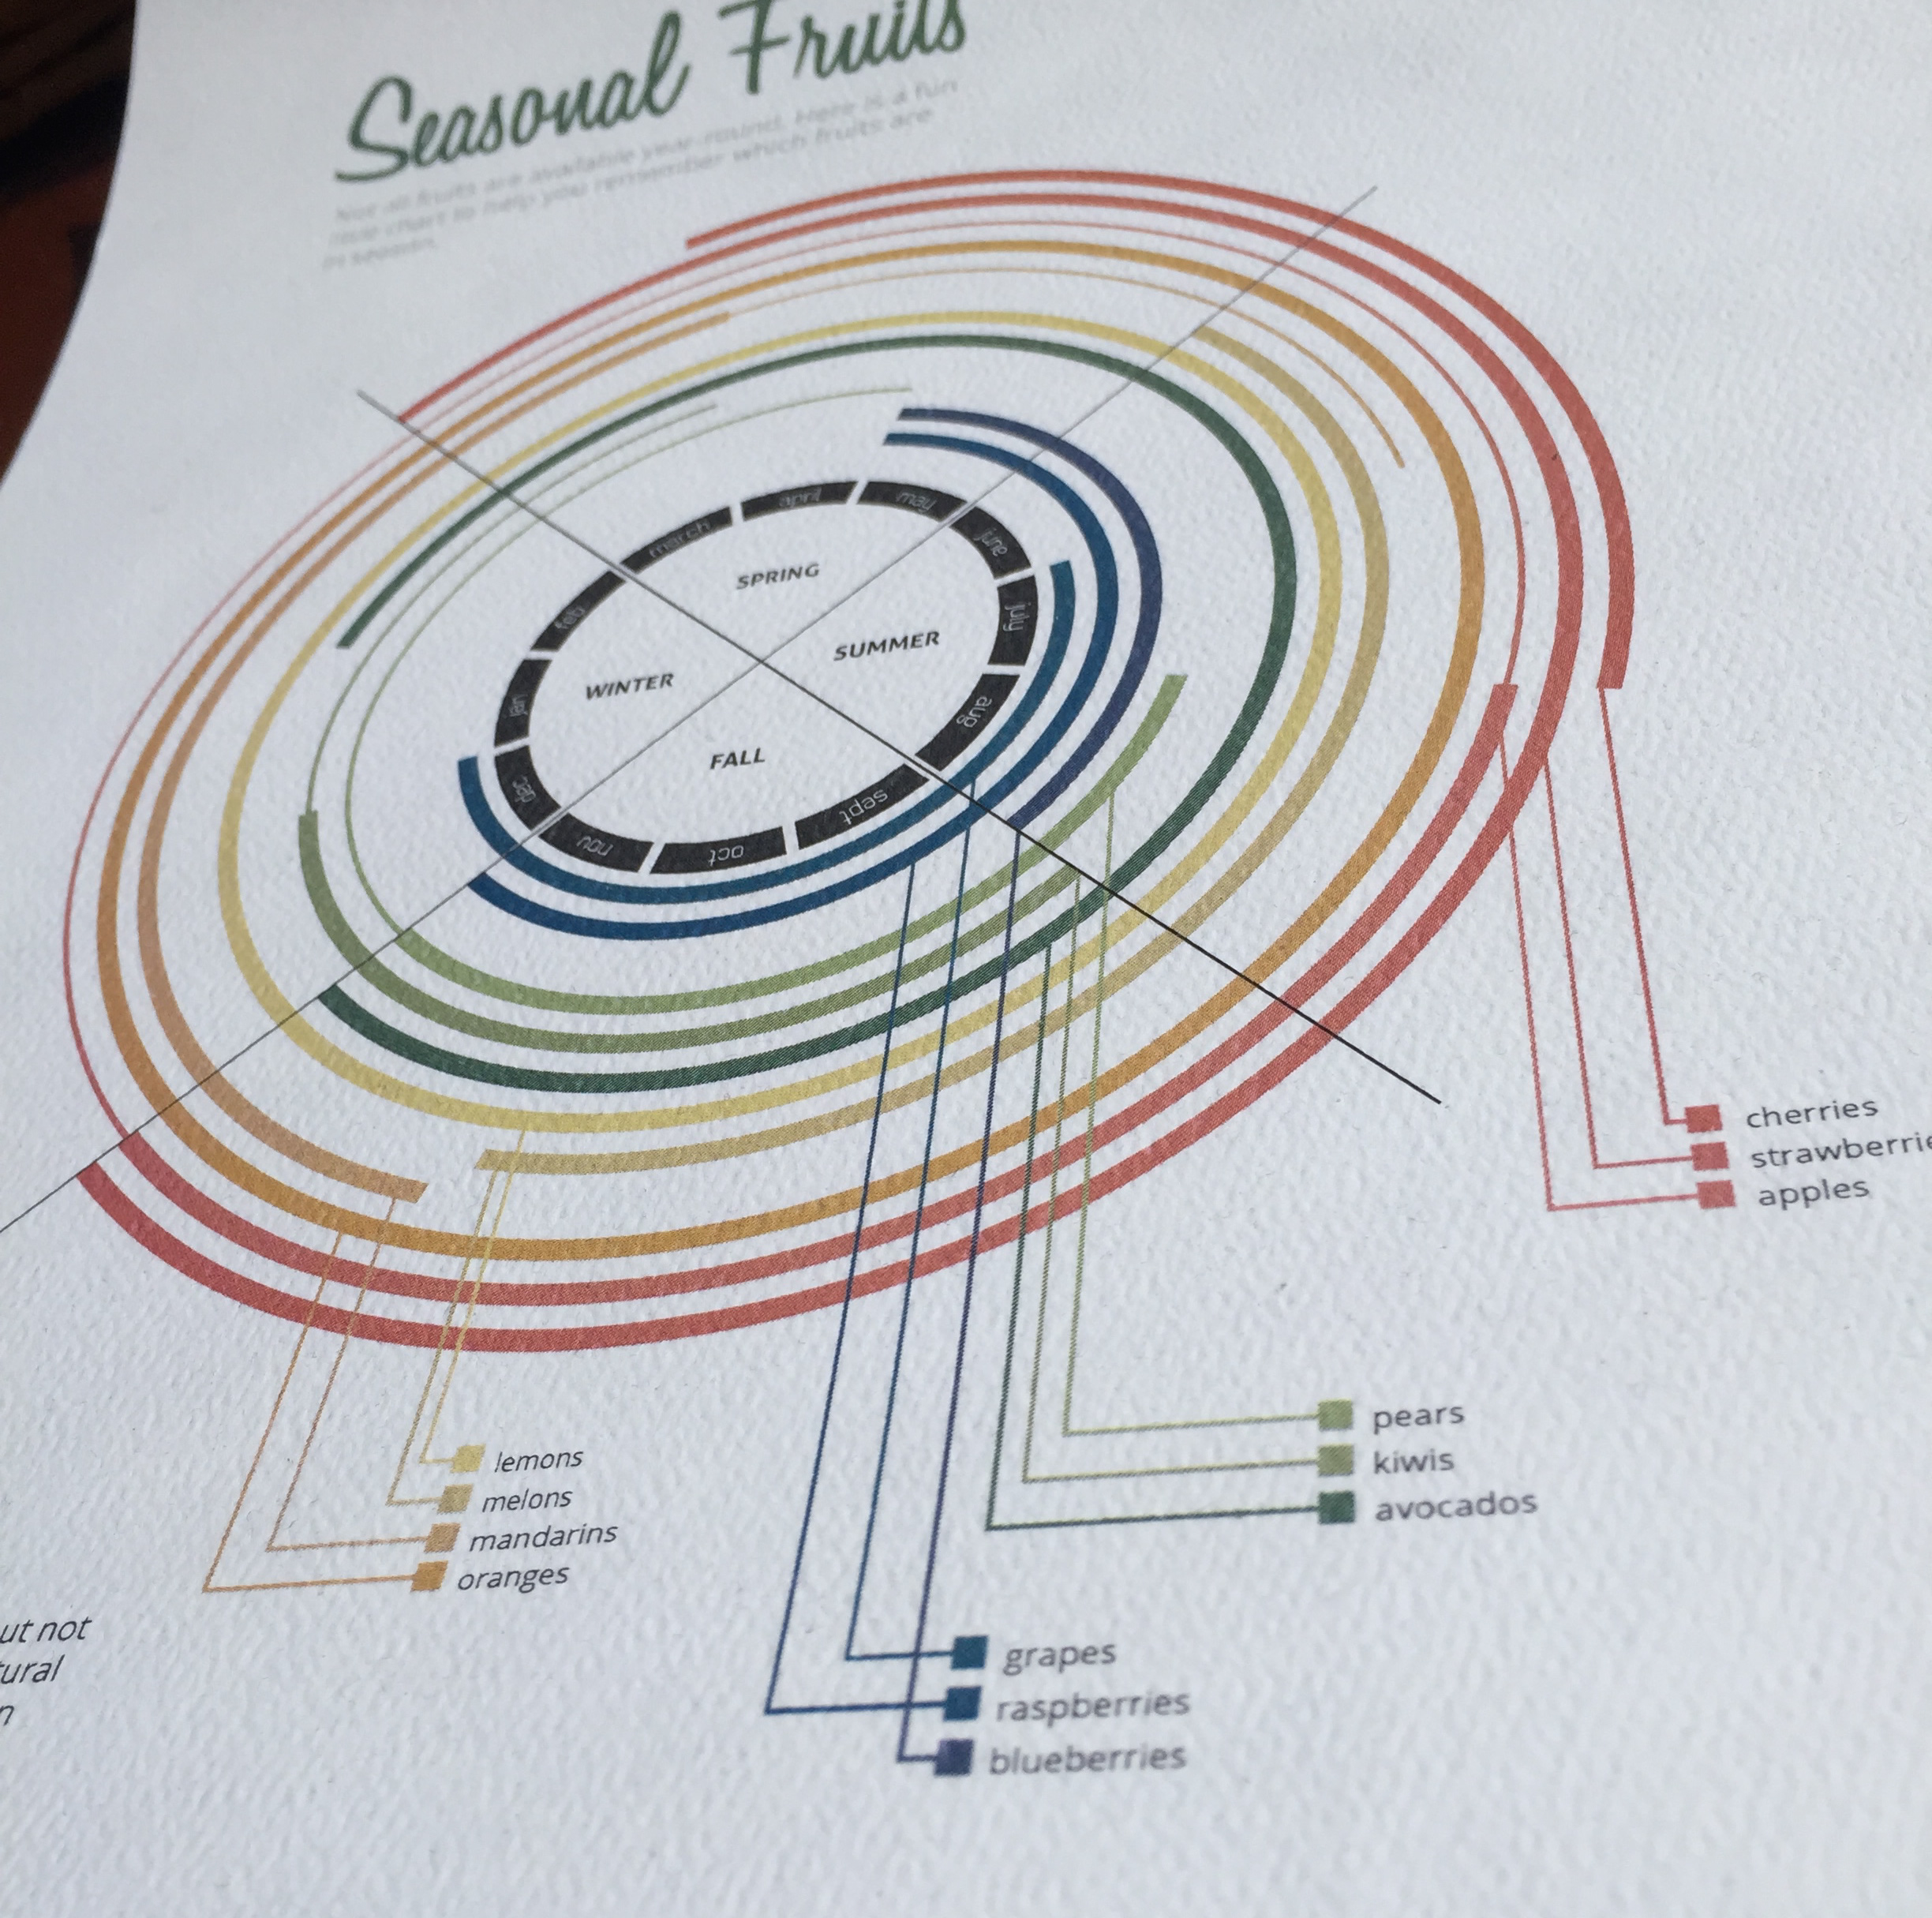 Seasonal Fruits
Not all fruits are available year-round. Here is a fun
little chart to help you remember which fruits are
in season.
april
may
march
june
SPRING
feb
july
SUMMER
WINTER
jan
aug
FALL
dec
sept
nov
oct
cherries
strawberrie
apples
pears
lemons
kiwis
melons
avocados
mandarins
oranges
ut not
grapes
tural
raspberries
n
blueberries